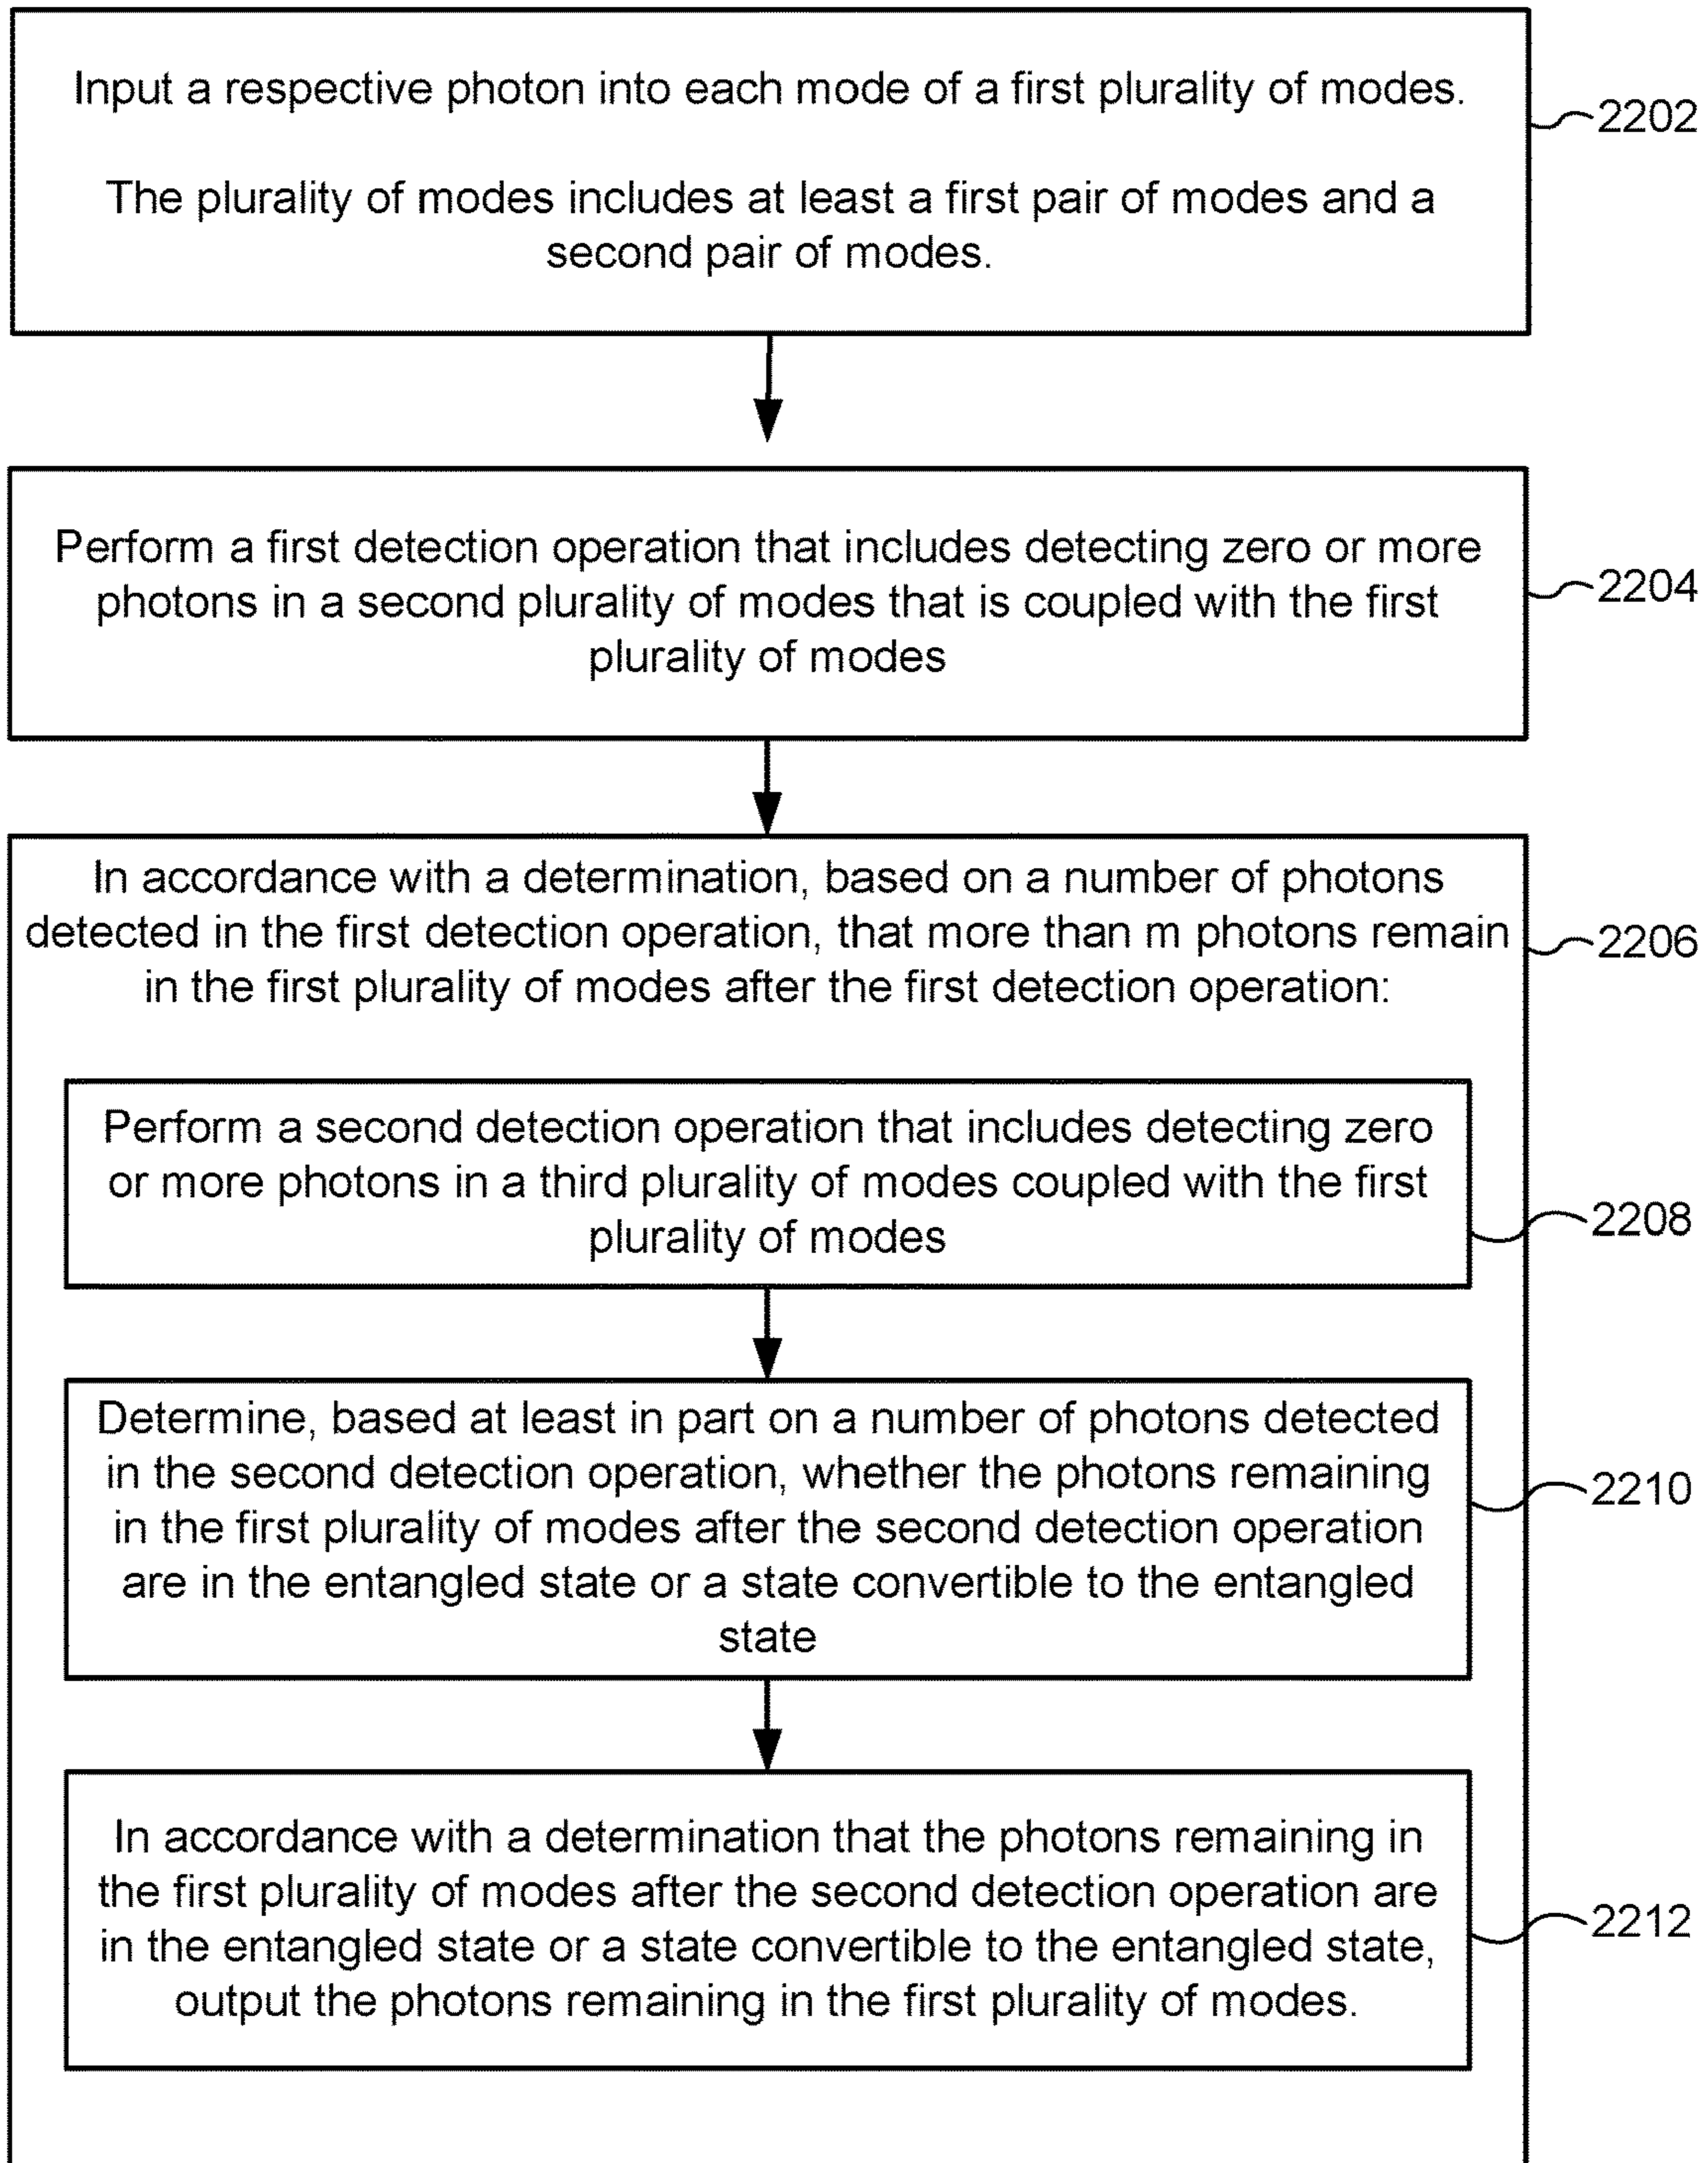 Input a respective photon into each mode of a first plurality of modes.
2202
The plurality of modes includes at least a first pair of modes and a
second pair of modes.
Perform a first detection operation that includes detecting zero or more
photons in a second plurality of modes that is coupled with the first
plurality of modes
2204
In accordance with a determination, based on a number of photons
detected in the first detection operation, that more than m photons remain
in the first plurality of modes after the first detection operation:
2206
Perform a second detection operation that includes detecting zero
or more photons in a third plurality of modes coupled with the first
plurality of modes
2208
Determine, based at least in part on a number of photons detected
in the second detection operation, whether the photons remaining
in the first plurality of modes after the second detection operation
are in the entangled state or a state convertible to the entangled
state
2210
In accordance with a determination that the photons remaining in
the first plurality of modes after the second detection operation are
in the entangled state or a state convertible to the entangled state,
output the photons remaining in the first plurality of modes.
2212